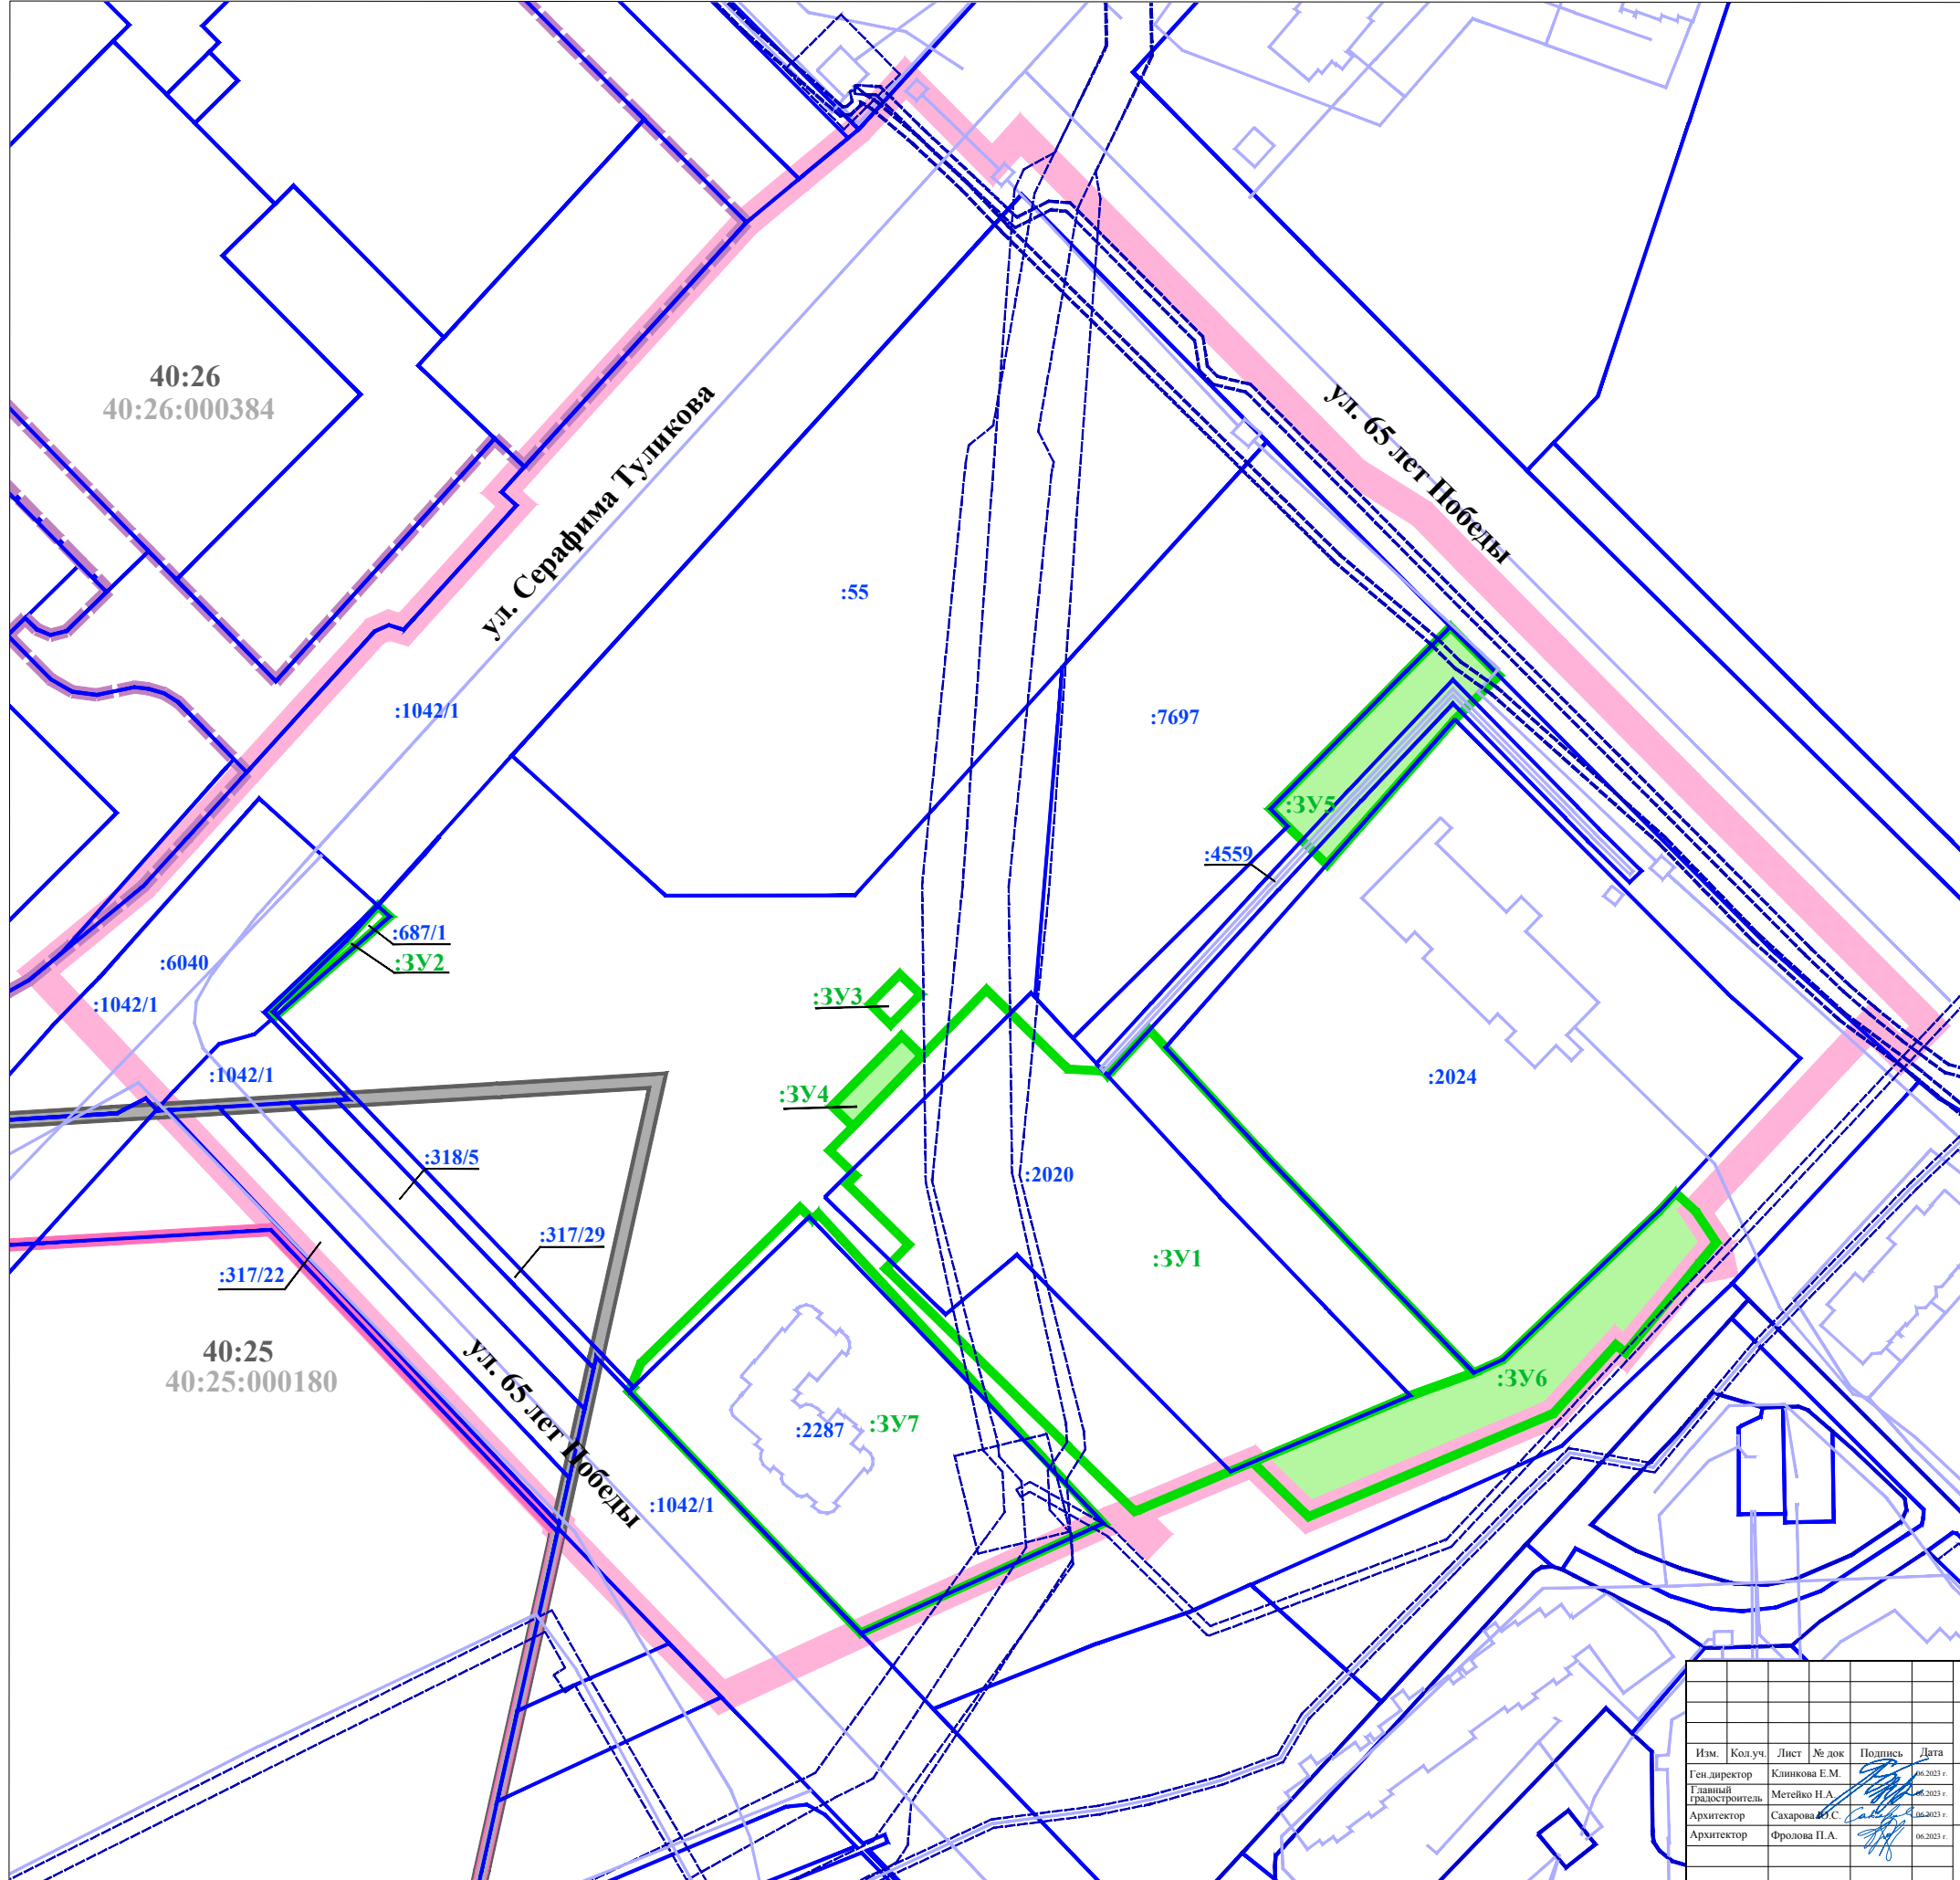 40:26
40:26:000384
ул. Серафима Туликова
ул. 65 лет Победы
:55
:1042/1
:7697
:ЗУ5
:4559
:687/1
:ЗУ2
:6040
:1042/1
:ЗУ3
:1042/1
:2024
:ЗУ4
:318/5
:2020
:317/29
:ЗУ1
:317/22
40:25
40:25:000180
ул. 65 лет Победы
:ЗУ6
:2287
:ЗУ7
:1042/1
Изм. Кол.уч. Лист № док Подпись Дата
Ген.директор Клинкова Е.М. 06.2023 г.
Главный
градостроитель Метейко Н.А. 06.2023 г.
Архитектор Сахарова Ю.С. 06.2023 г.
Архитектор Фролова П.А. 06.2023 г.